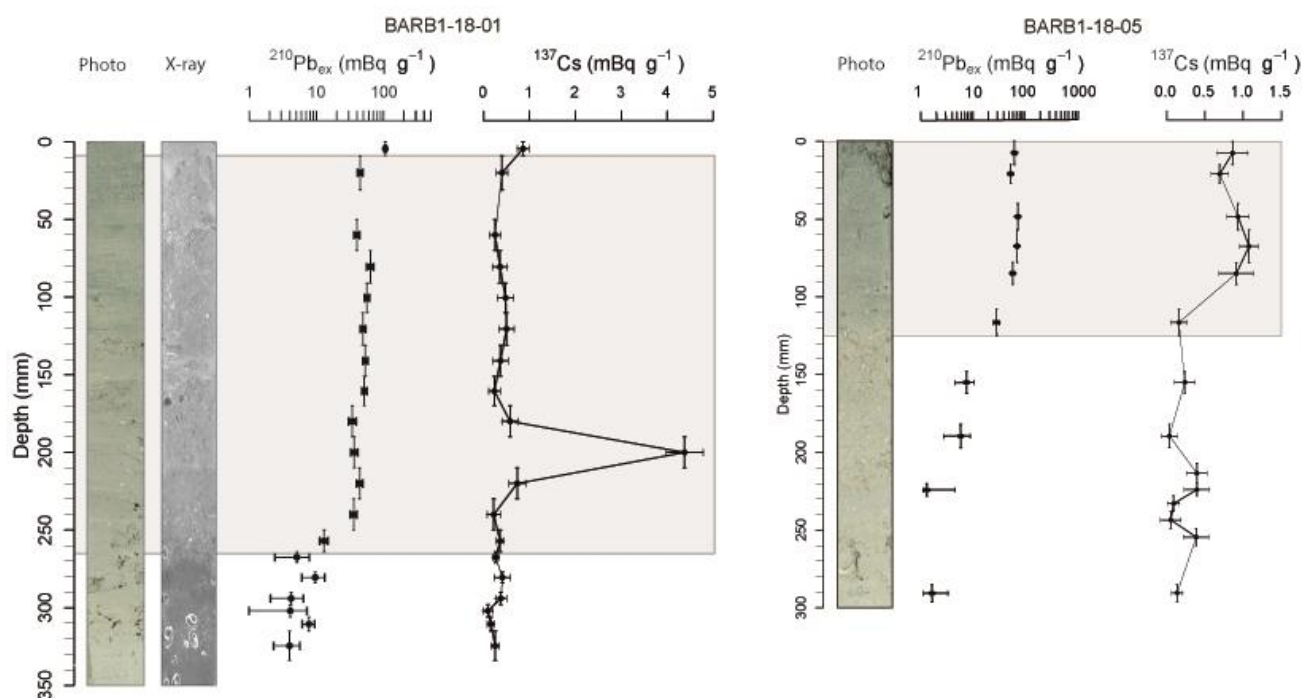 BARB1-18-01
Photo X-ray ²¹⁰Pbₑₓ (mBq g⁻¹) ¹³⁷Cs (mBq g⁻¹)
1 10 100 0 1 2 3 4 5
Depth (mm)
0
50
100
150
200
250
300
350
BARB1-18-05
Photo ²¹⁰Pbₑₓ (mBq g⁻¹) ¹³⁷Cs (mBq g⁻¹)
1 10 100 1000 0.0 0.5 1.0 1.5
Depth (mm)
0
50
100
150
200
250
300